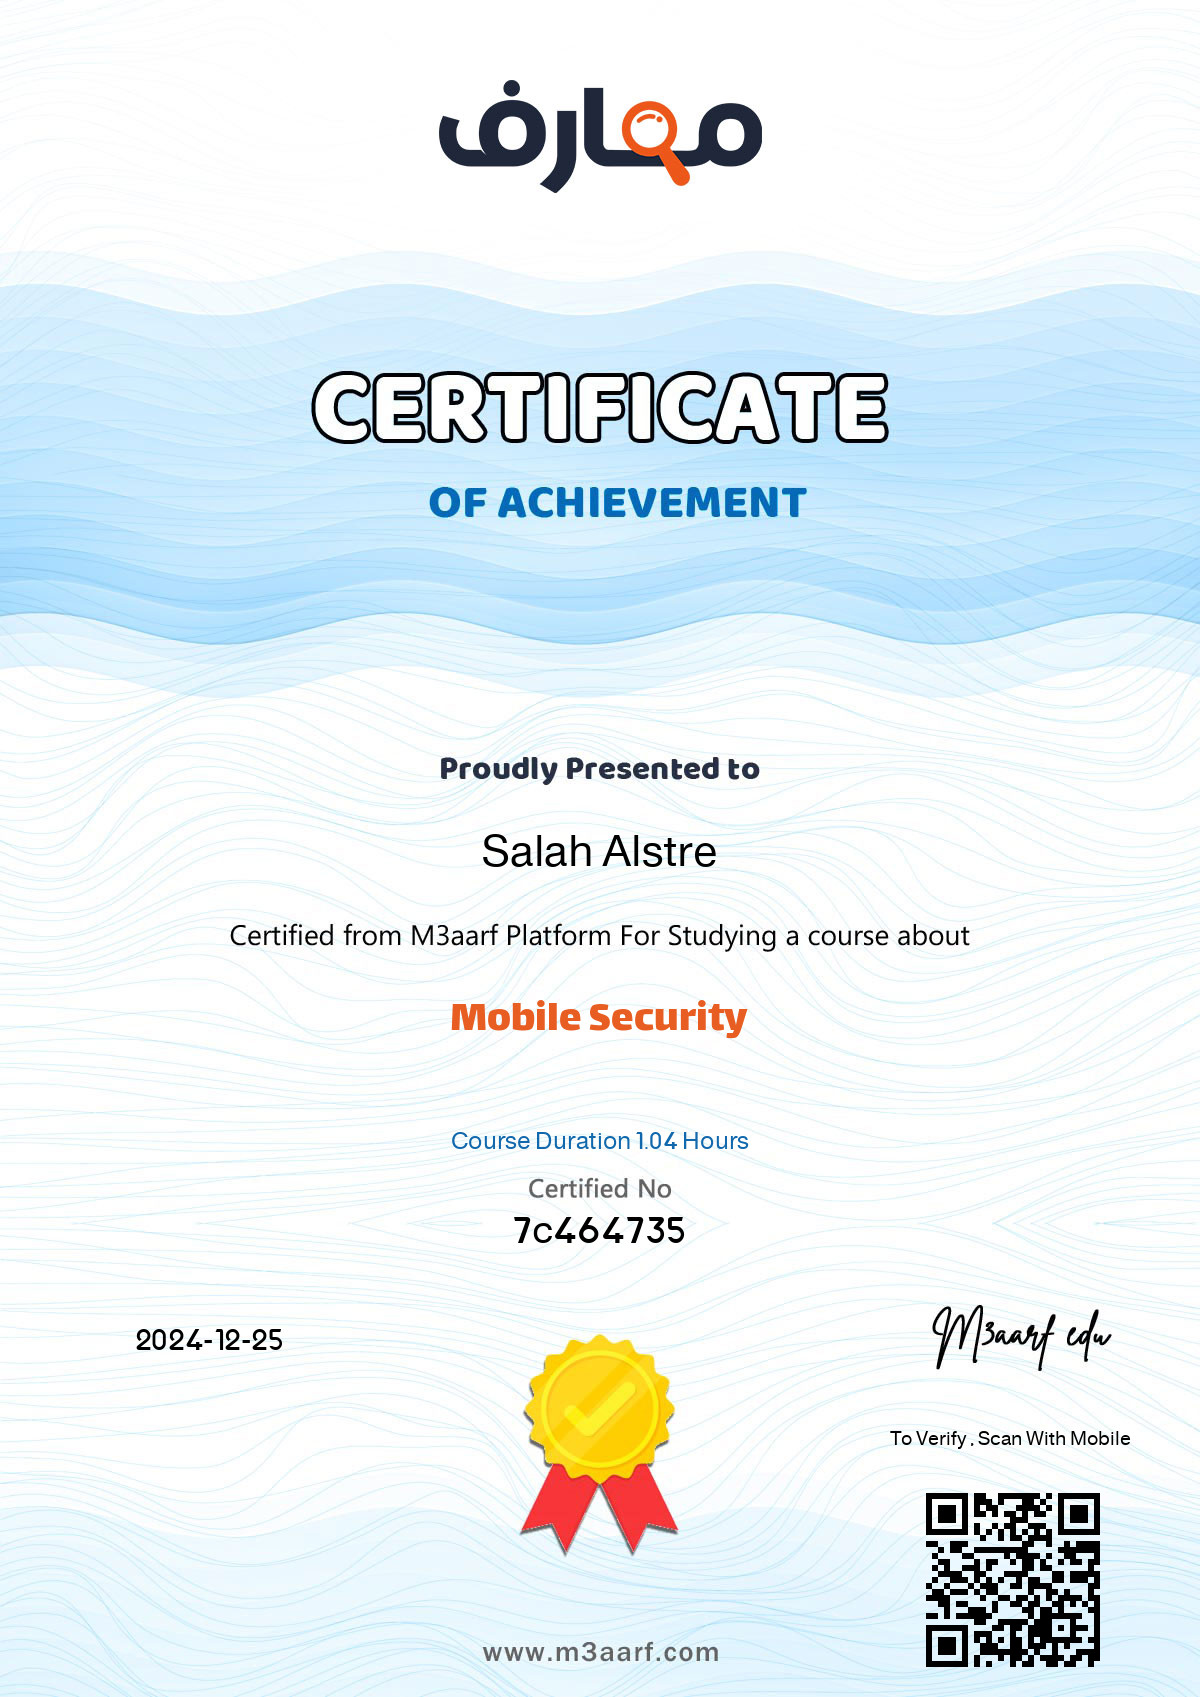 معارف
CERTIFICATE
OF ACHIEVEMENT
Proudly Presented to
Salah Alstre
Certified from M3aarf Platform For Studying a course about
Mobile Security
Course Duration 1.04 Hours
Certified No
7c464735
2024-12-25
M3aarf edu
To Verify , Scan With Mobile
www.m3aarf.com